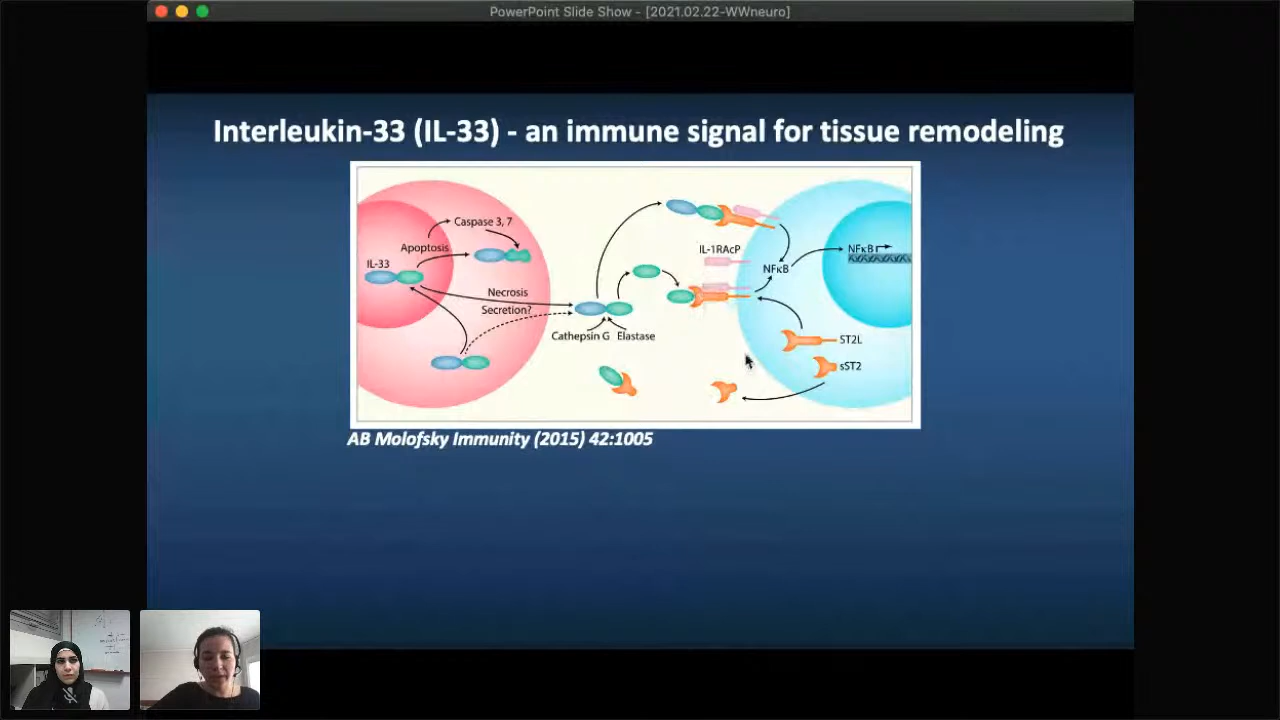 PowerPoint Slide Show - [2021.02.22-WWneuro]
Interleukin-33 (IL-33) - an immune signal for tissue remodeling
Caspase 3, 7
Apoptosis
IL-33
Necrosis
Secretion?
Cathepsin G Elastase
IL-1RAcP
NFκB
NFκB
ST2L
sST2
AB Molofsky Immunity (2015) 42:1005